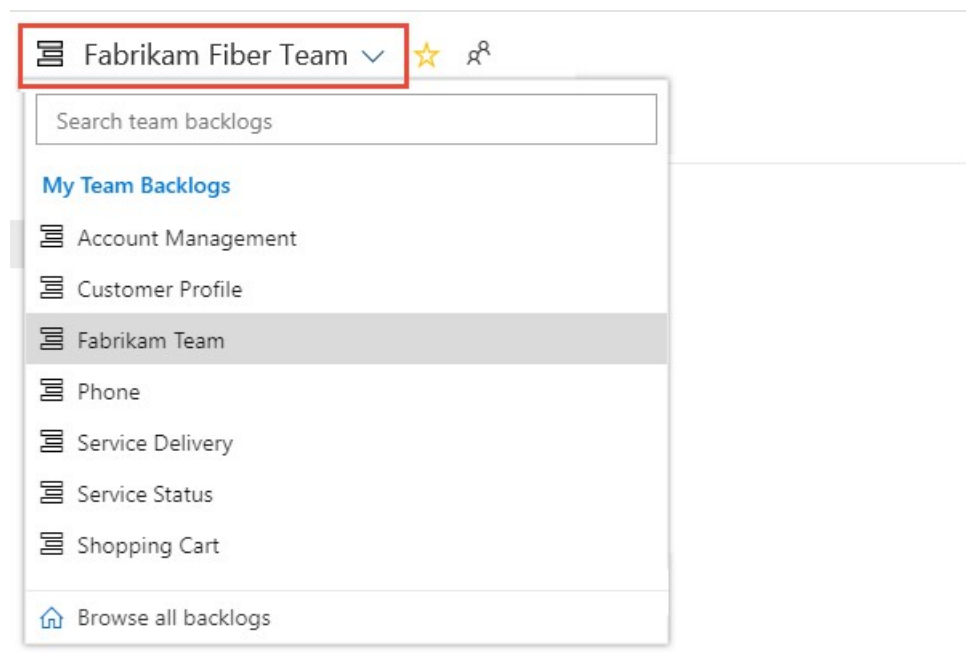 Fabrikam Fiber Team
Search team backlogs
My Team Backlogs
Account Management
Customer Profile
Fabrikam Team
Phone
Service Delivery
Service Status
Shopping Cart
Browse all backlogs